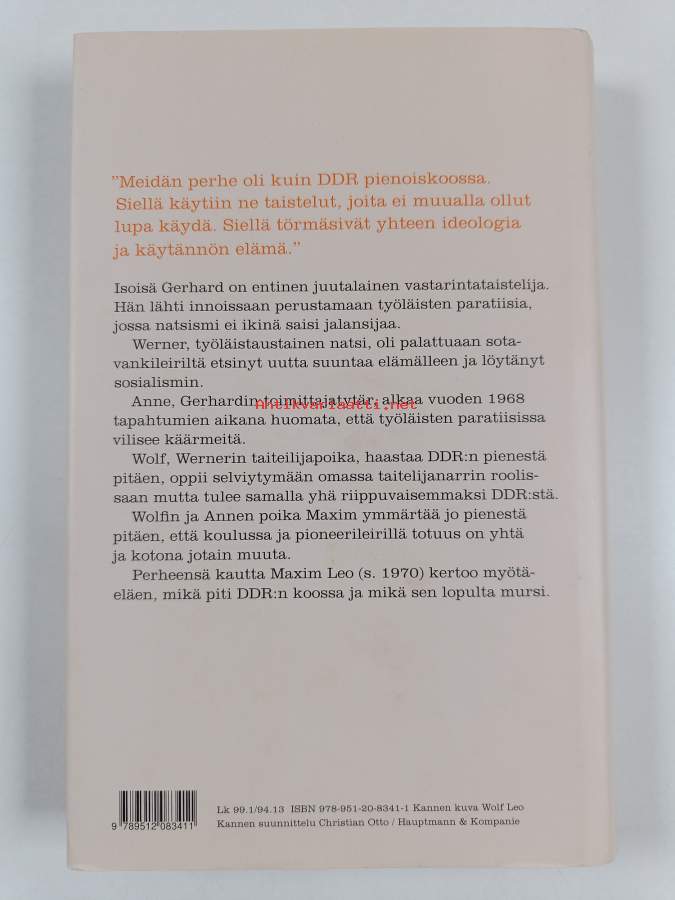 ”Meidän perhe oli kuin DDR pienoiskoossa.
Siellä käytiin ne taistelut, joita ei muualla ollut
lupa käydä. Siellä törmäsivät yhteen ideologia
ja käytännön elämä.”
Isoisä Gerhard on entinen juutalainen vastarintataistelija.
Hän lähti innoissaan perustamaan työläisten paratiisia,
jossa natsismi ei ikinä saisi jalansijaa.
Werner, työläistaustainen natsi, oli palattuaan sota-
vankileiriltä etsinyt uutta suuntaa elämälleen ja löytänyt
sosialismin.
Anne, Gerhardin toimittajatytär, alkaa vuoden 1968
Antikvariaatti.net
tapahtumien aikana huomata, että työläisten paratiisissa
vilisee käärmeitä.
Wolf, Wernerin taiteilijapoika, haastaa DDR:n pienestä
pitäen, oppii selviytymään omassa taitelijanarrin roolis-
saan mutta tulee samalla yhä riippuvaisemmaksi DDR:stä.
Wolfin ja Annen poika Maxim ymmärtää jo pienestä
pitäen, että koulussa ja pioneerileirillä totuus on yhtä
ja kotona jotain muuta.
Perheensä kautta Maxim Leo (s. 1970) kertoo myötä-
eläen, mikä piti DDR:n koossa ja mikä sen lopulta mursi.
Lk 99.1/94.13 ISBN 978-951-20-8341-1 Kannen kuva Wolf Leo
Kannen suunnittelu Christian Otto / Hauptmann & Kompanie
9 789512 083411